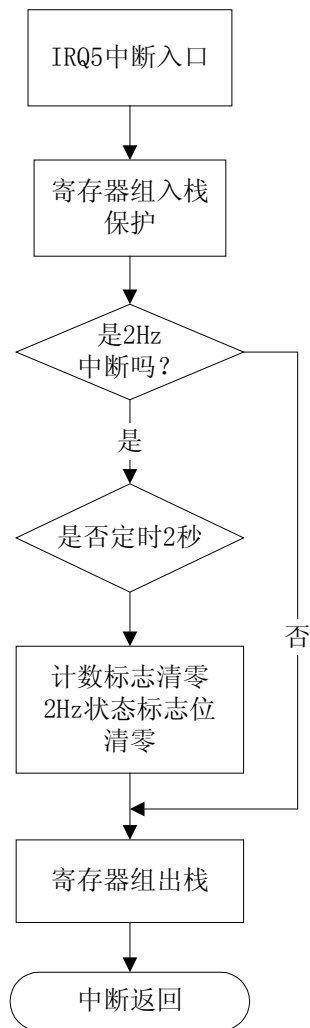 IRQ5中断入口
寄存器组入栈
保护
是2Hz
中断吗?
是
是否定时2秒
否
计数标志清零
2Hz状态标志位
清零
寄存器组出栈
中断返回